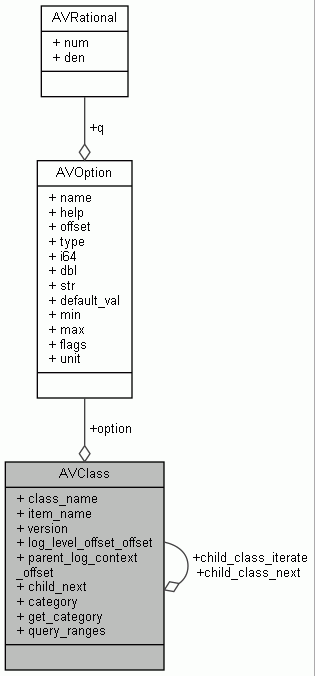 AVRational
+ num
+ den
+q
AVOption
+ name
+ help
+ offset
+ type
+ i64
+ dbl
+ str
+ default_val
+ min
+ max
+ flags
+ unit
+option
AVClass
+ class_name
+ item_name
+ version
+ log_level_offset_offset
+ parent_log_context
_offset
+ child_next
+ category
+ get_category
+ query_ranges
+child_class_iterate
+child_class_next